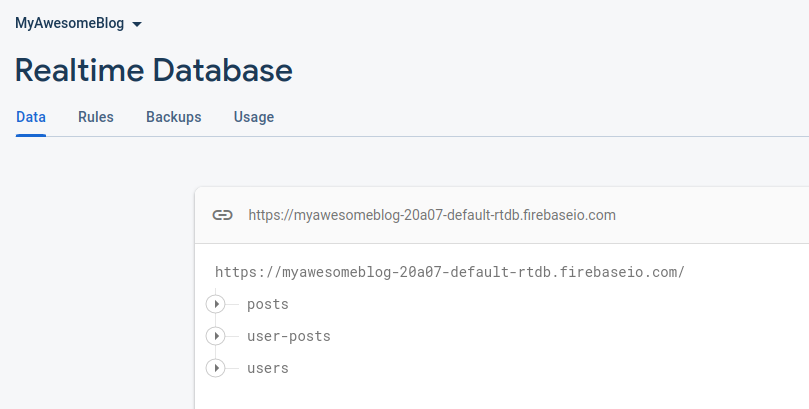 MyAwesomeBlog
Realtime Database
Data Rules Backups Usage
https://myawesomeblog-20a07-default-rtdb.firebaseio.com
https://myawesomeblog-20a07-default-rtdb.firebaseio.com/
posts
user-posts
users